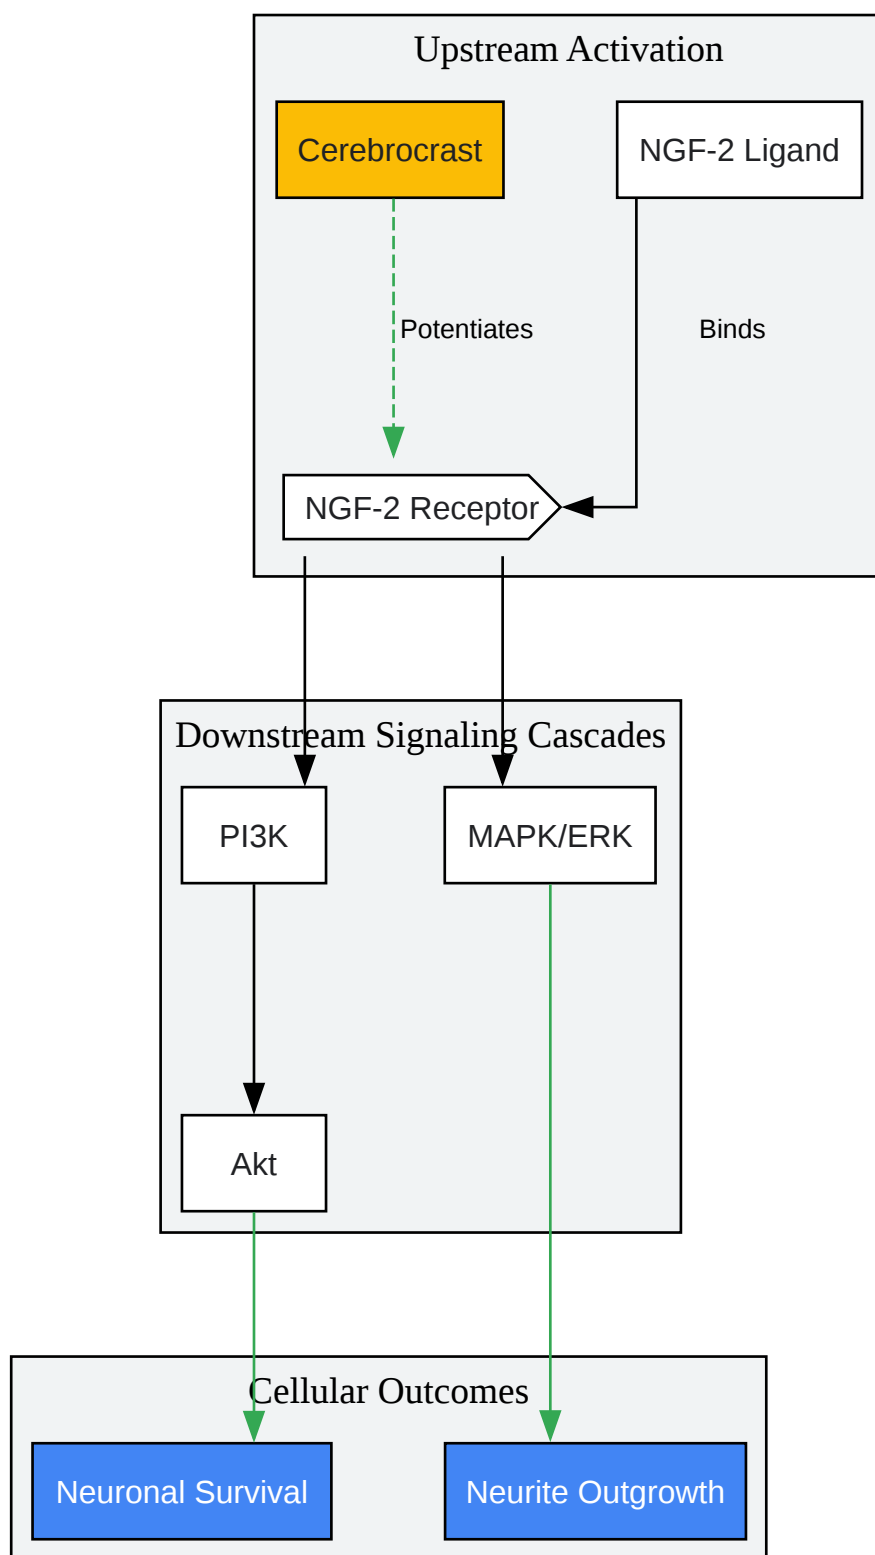 Upstream Activation
Cerebrocrast
NGF-2 Ligand
Potentiates
Binds
NGF-2 Receptor
Downstream Signaling Cascades
PI3K
MAPK/ERK
Akt
Cellular Outcomes
Neuronal Survival
Neurite Outgrowth